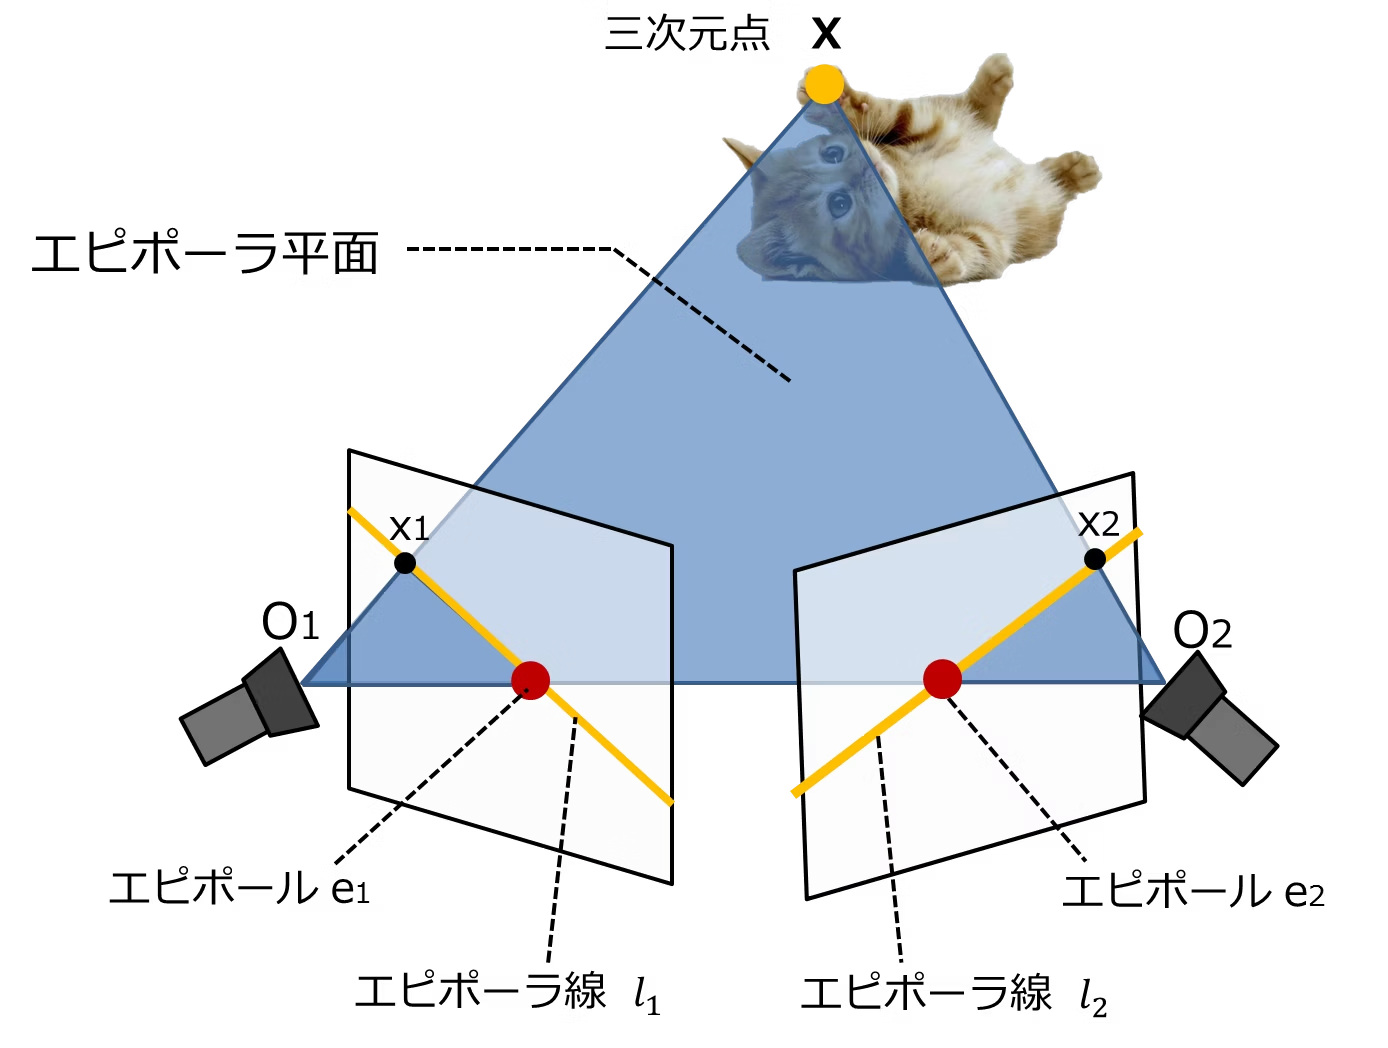 三次元点 X
エピポーラ平面
x1
x2
O1
O2
エピポール e1
エピポール e2
エピポーラ線 l1
エピポーラ線 l2